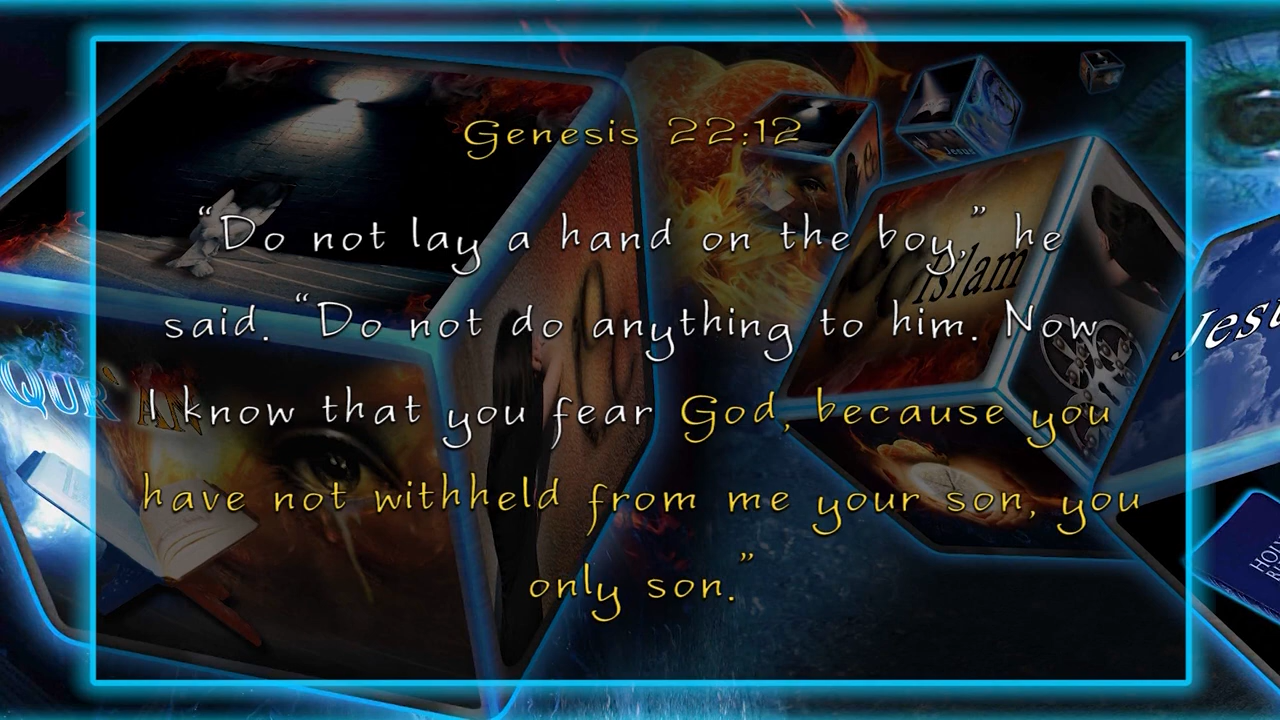 Genesis 22:12
“Do not lay a hand on the boy,” he
said. “Do not do anything to him. Now
I know that you fear God, because you
have not withheld from me your son, you
only son.”
Islam
Jesus
QUR'AN
HOLY